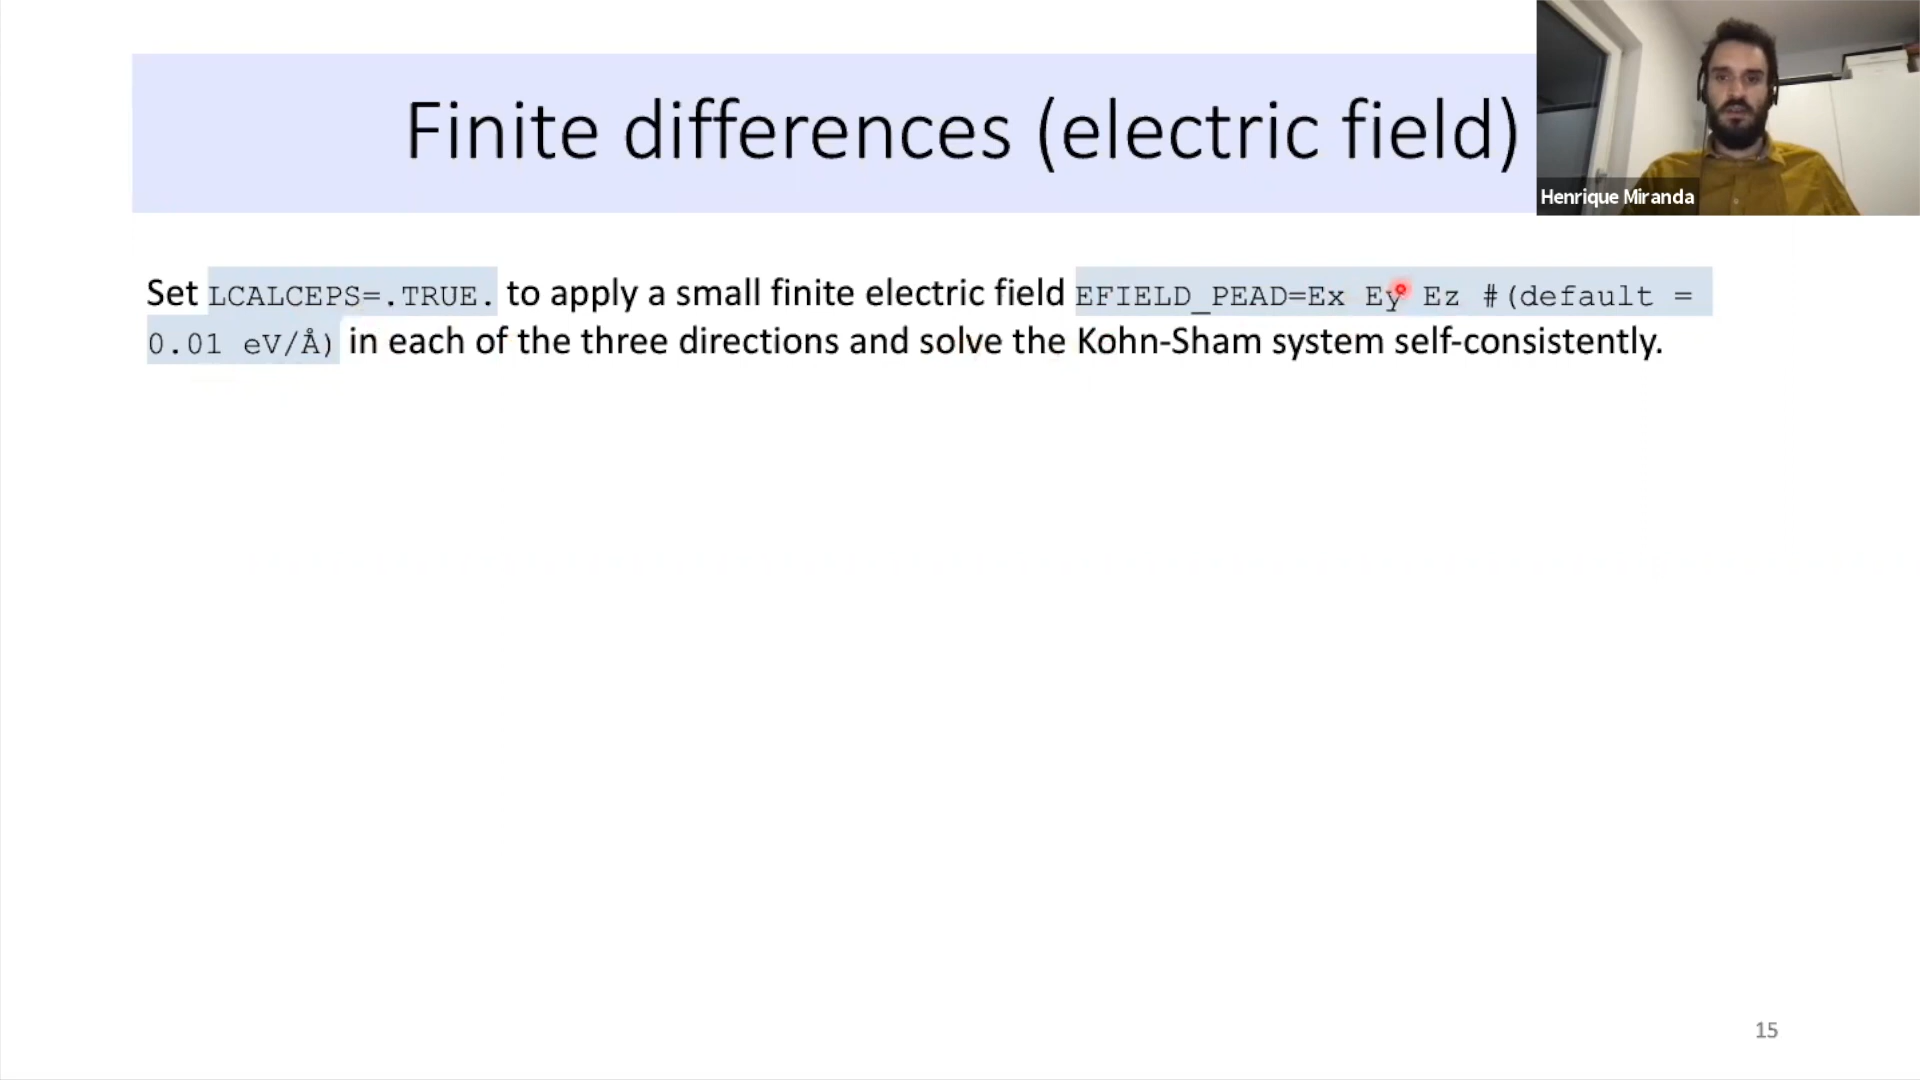 Finite differences (electric field)
Henrique Miranda
Set LCALCEPS=.TRUE. to apply a small finite electric field EFIELD_PEAD=Ex Ey Ez #(default =
0.01 eV/Å) in each of the three directions and solve the Kohn-Sham system self-consistently.
15